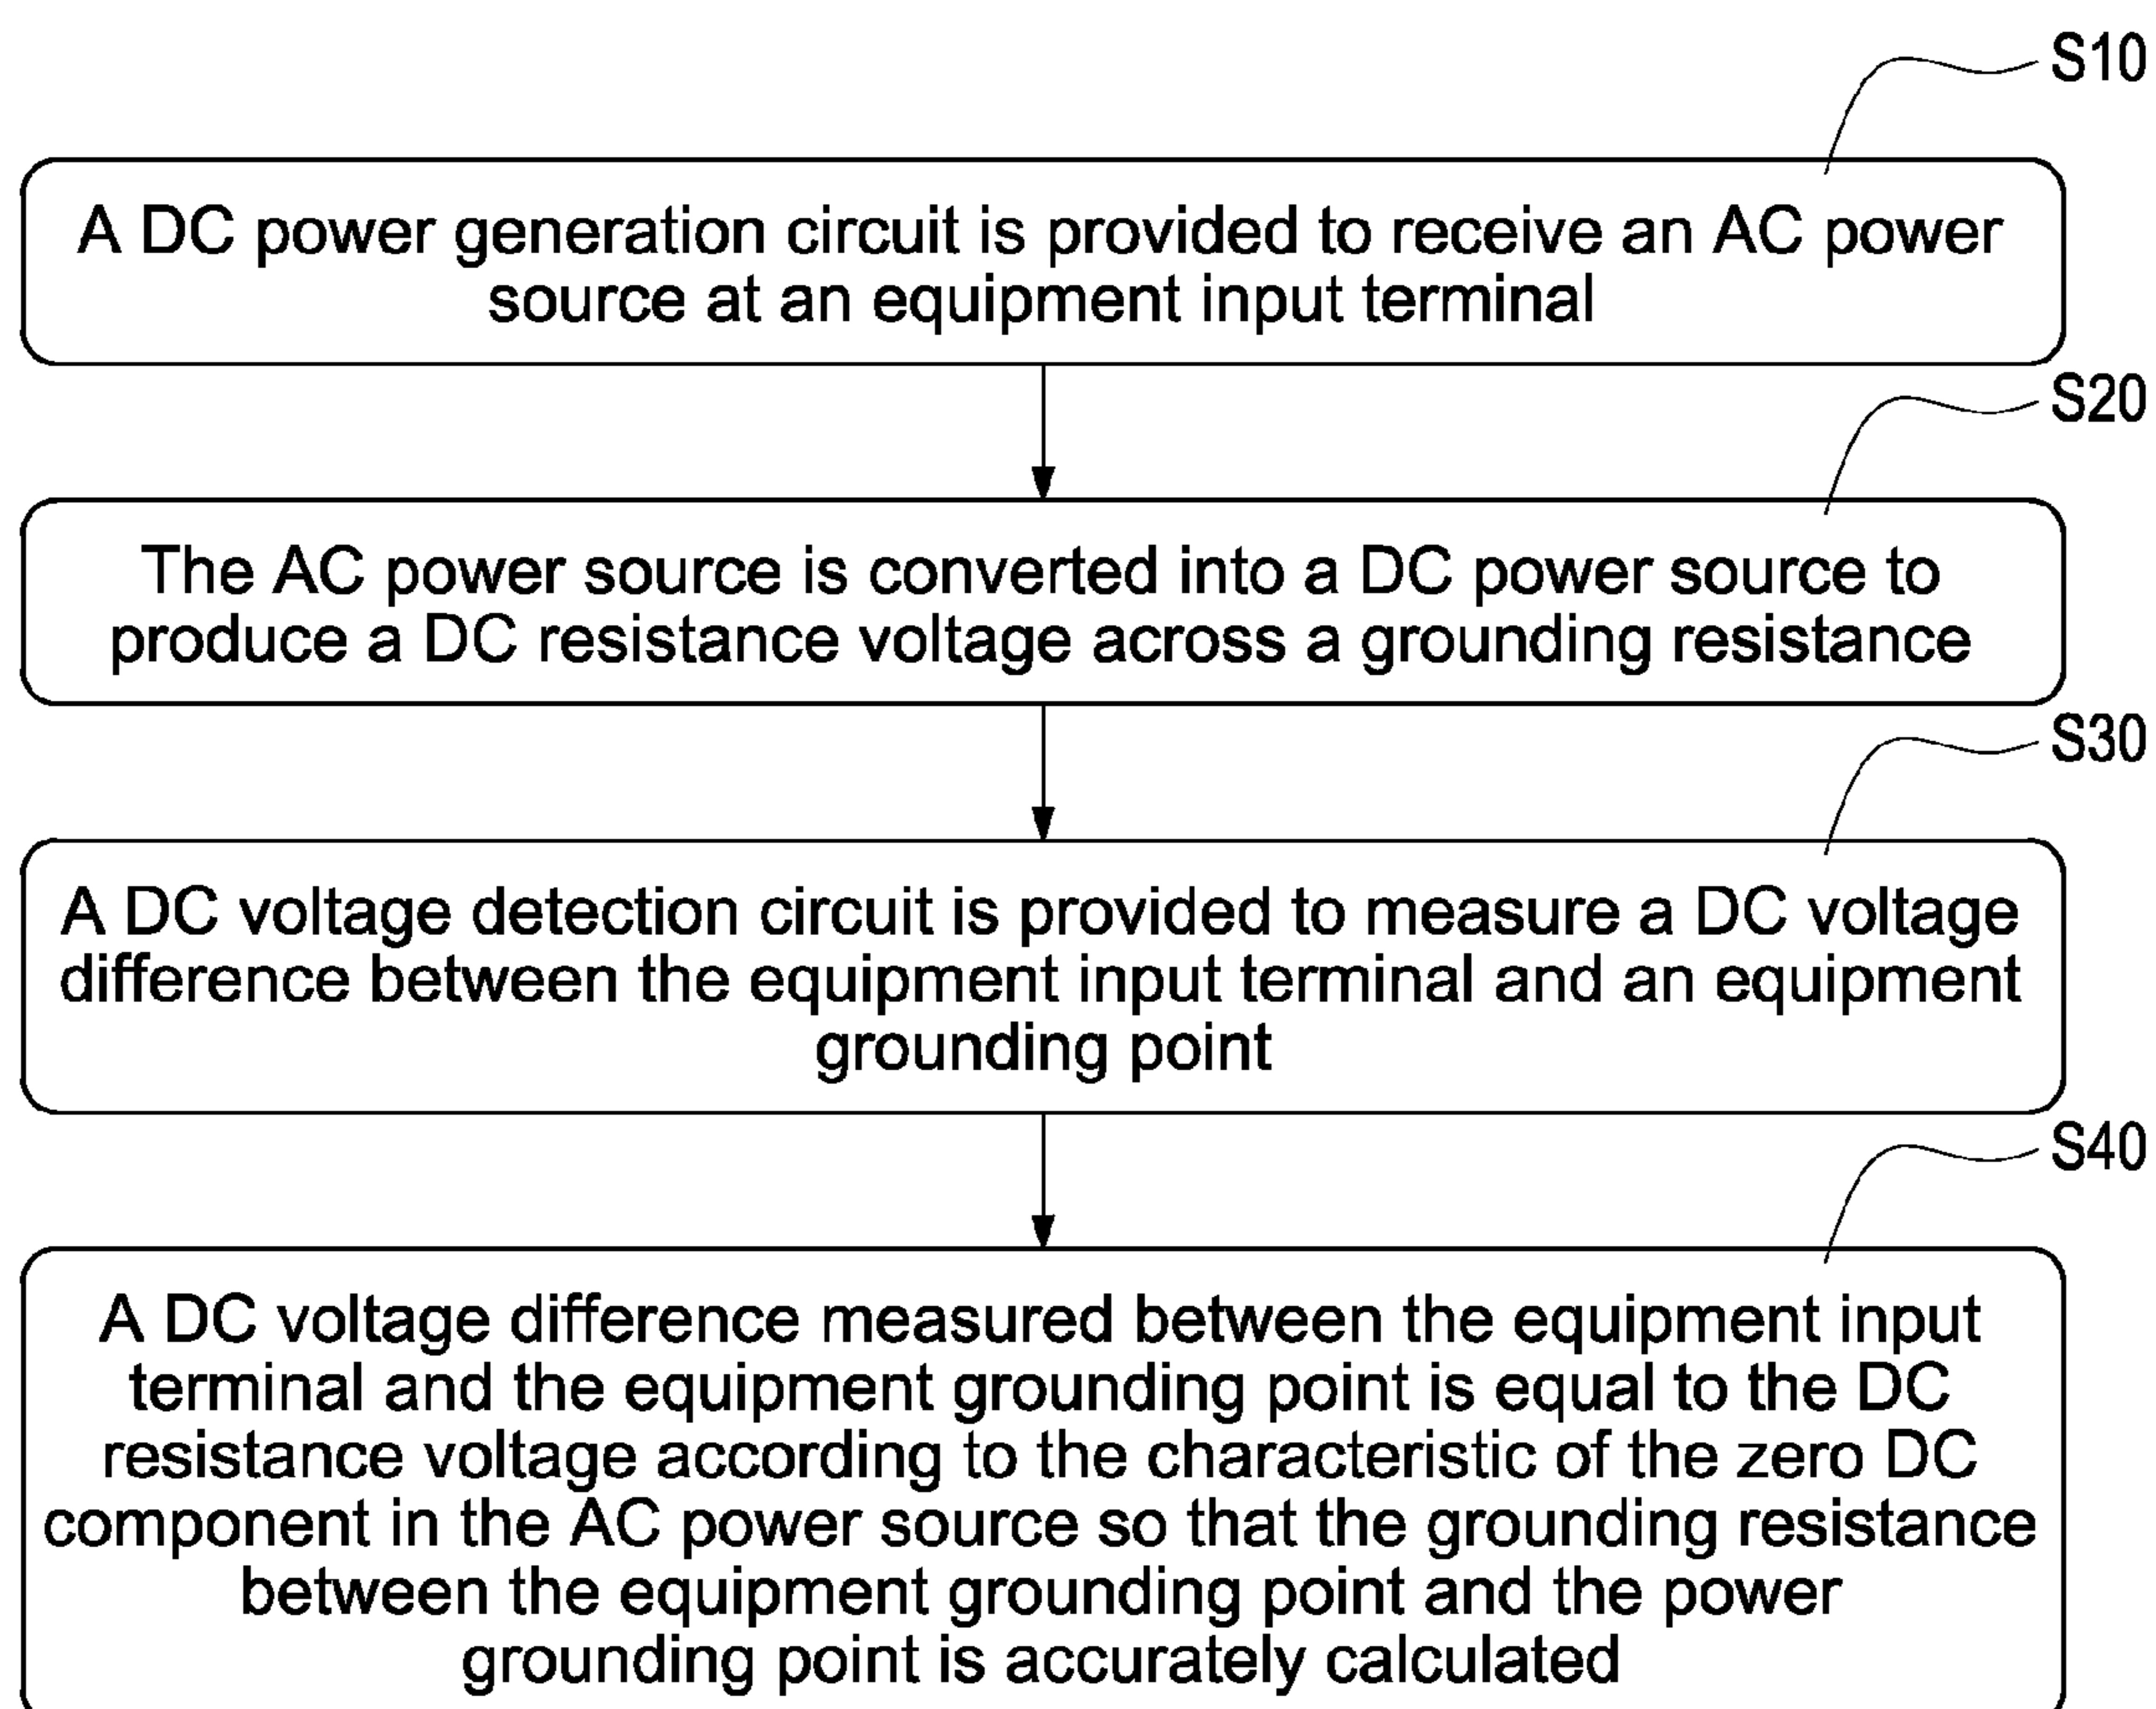 S10
A DC power generation circuit is provided to receive an AC power
source at an equipment input terminal
S20
The AC power source is converted into a DC power source to
produce a DC resistance voltage across a grounding resistance
S30
A DC voltage detection circuit is provided to measure a DC voltage
difference between the equipment input terminal and an equipment
grounding point
S40
A DC voltage difference measured between the equipment input
terminal and the equipment grounding point is equal to the DC
resistance voltage according to the characteristic of the zero DC
component in the AC power source so that the grounding resistance
between the equipment grounding point and the power
grounding point is accurately calculated